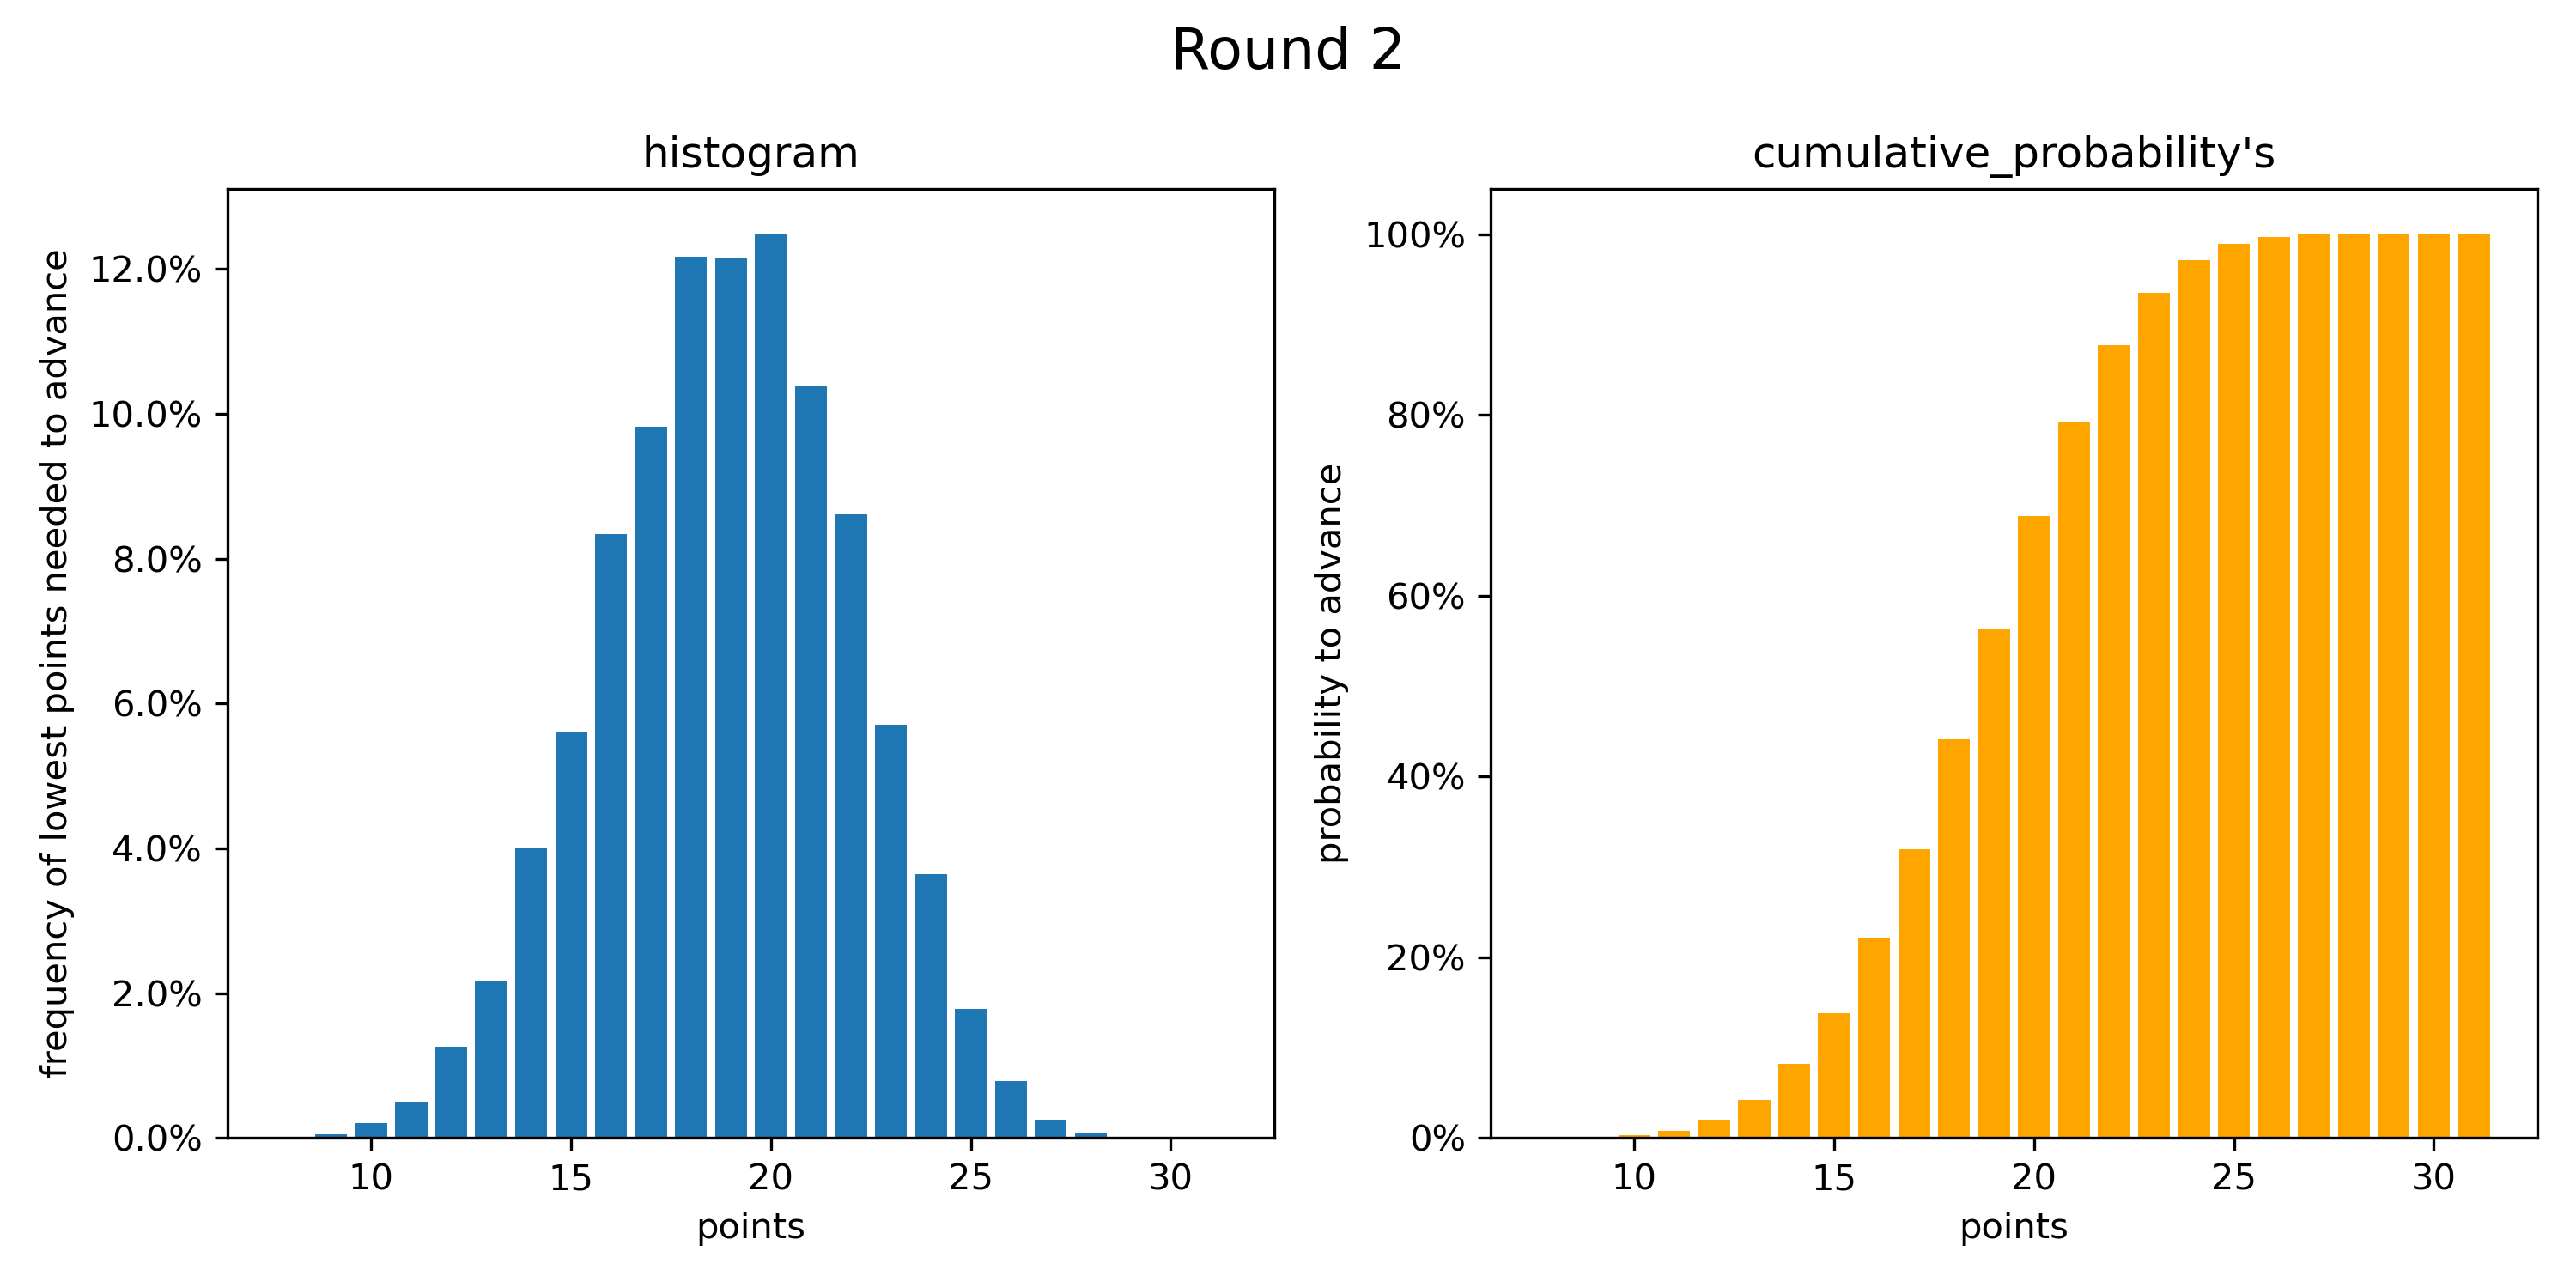 Round 2
histogram
frequency of lowest points needed to advance
12.0%
10.0%
8.0%
6.0%
4.0%
2.0%
0.0%
10 15 20 25 30
points
cumulative_probability's
probability to advance
100%
80%
60%
40%
20%
0%
10 15 20 25 30
points